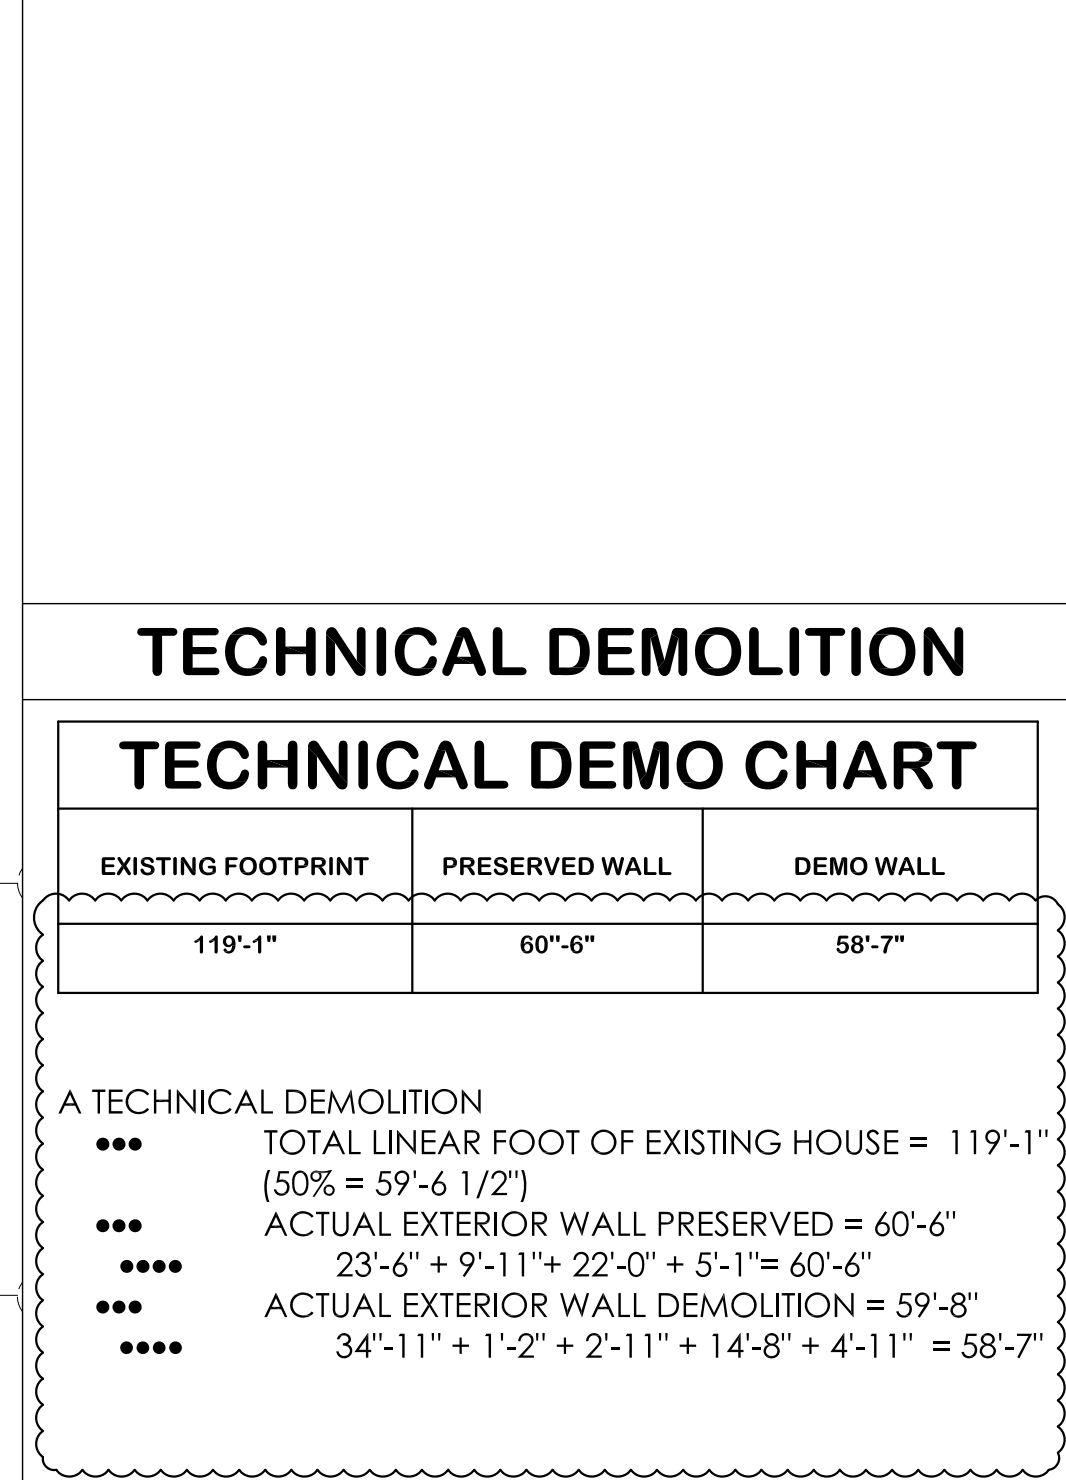 TECHNICAL DEMOLITION
TECHNICAL DEMO CHART
EXISTING FOOTPRINT PRESERVED WALL DEMO WALL
119'-1" 60"-6" 58'-7"
A TECHNICAL DEMOLITION
••• TOTAL LINEAR FOOT OF EXISTING HOUSE = 119'-1"
(50% = 59'-6 1/2")
••• ACTUAL EXTERIOR WALL PRESERVED = 60'-6"
•••• 23'-6" + 9'-11"+ 22'-0" + 5'-1"= 60'-6"
••• ACTUAL EXTERIOR WALL DEMOLITION = 59'-8"
•••• 34"-11" + 1'-2" + 2'-11" + 14'-8" + 4'-11" = 58'-7"